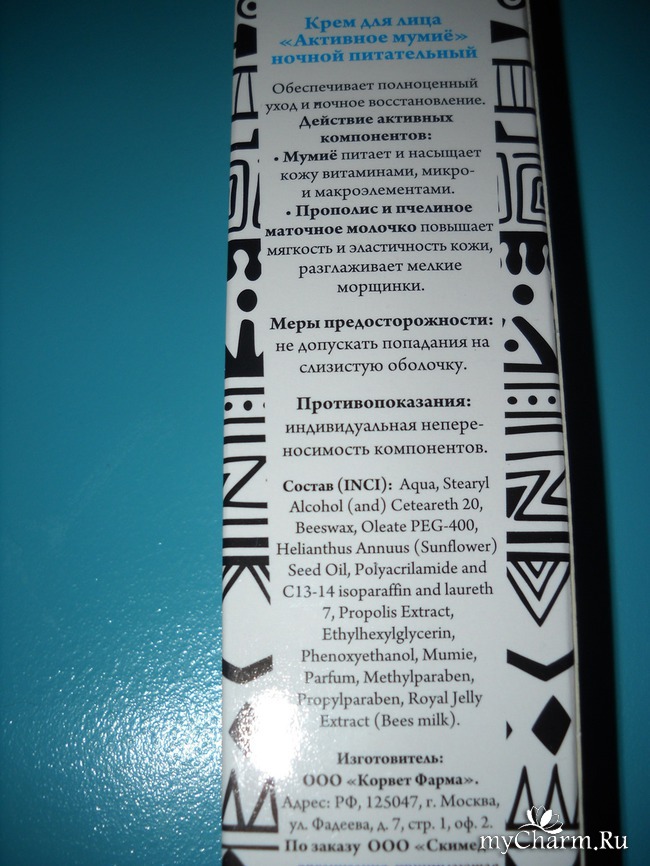 Крем для лица
«Активное мумиё»
ночной питательный
Обеспечивает полноценный
уход и ночное восстановление.
Действие активных
компонентов:
• Мумиё питает и насыщает
кожу витаминами, микро-
и макроэлементами.
• Прополис и пчелиное
маточное молочко повышает
мягкость и эластичность кожи,
разглаживает мелкие
морщинки.
Меры предосторожности:
не допускать попадания на
слизистую оболочку.
Противопоказания:
индивидуальная непере-
носимость компонентов.
Состав (INCI): Aqua, Stearyl
Alcohol (and) Ceteareth 20,
Beeswax, Oleate PEG-400,
Helianthus Annuus (Sunflower)
Seed Oil, Polyacrilamide and
C13-14 isoparaffin and laureth
7, Propolis Extract,
Ethylhexylglycerin,
Phenoxyethanol, Mumie,
Parfum, Methylparaben,
Propylparaben, Royal Jelly
Extract (Bees milk).
Изготовитель:
ООО «Корвет Фарма».
Адрес: РФ, 125047, г. Москва,
ул. Фадеева, д. 7, стр. 1, оф. 2.
По заказу ООО «Скимед»
myCharm.Ru